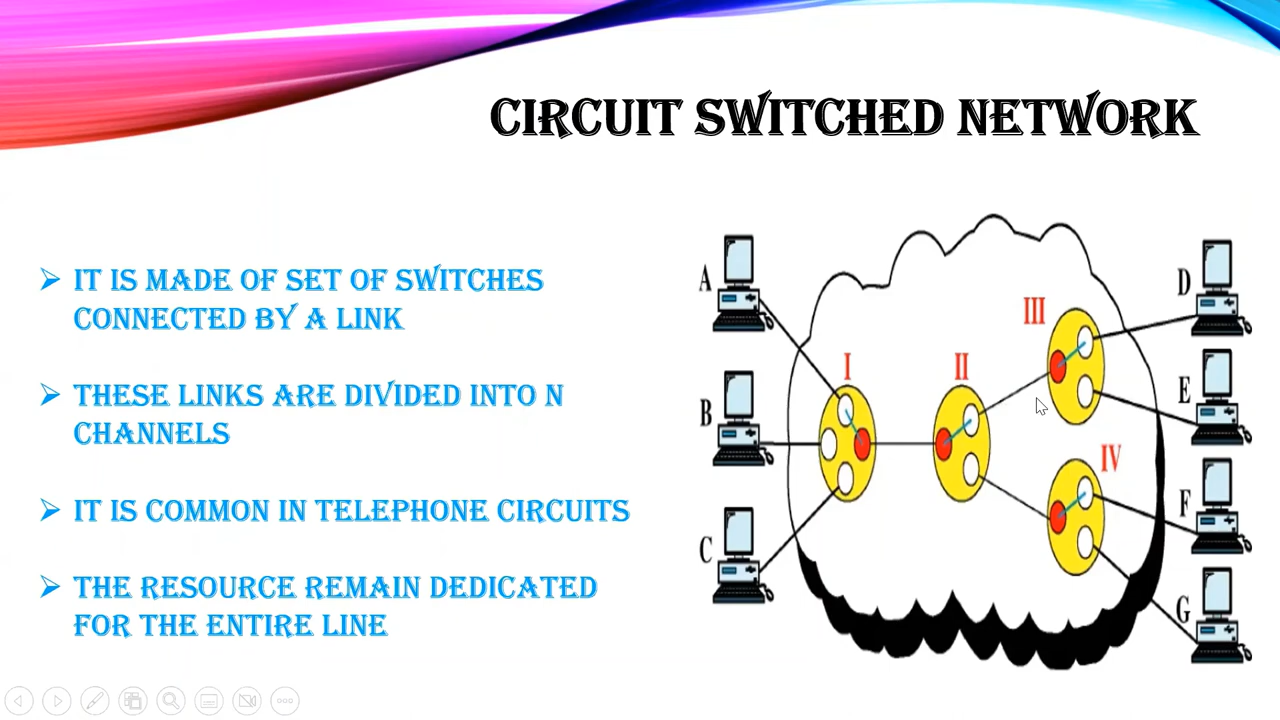 CIRCUIT SWITCHED NETWORK
IT IS MADE OF SET OF SWITCHES
CONNECTED BY A LINK
THESE LINKS ARE DIVIDED INTO N
CHANNELS
IT IS COMMON IN TELEPHONE CIRCUITS
THE RESOURCE REMAIN DEDICATED
FOR THE ENTIRE LINE
A
B
C
I
II
III
IV
D
E
F
G